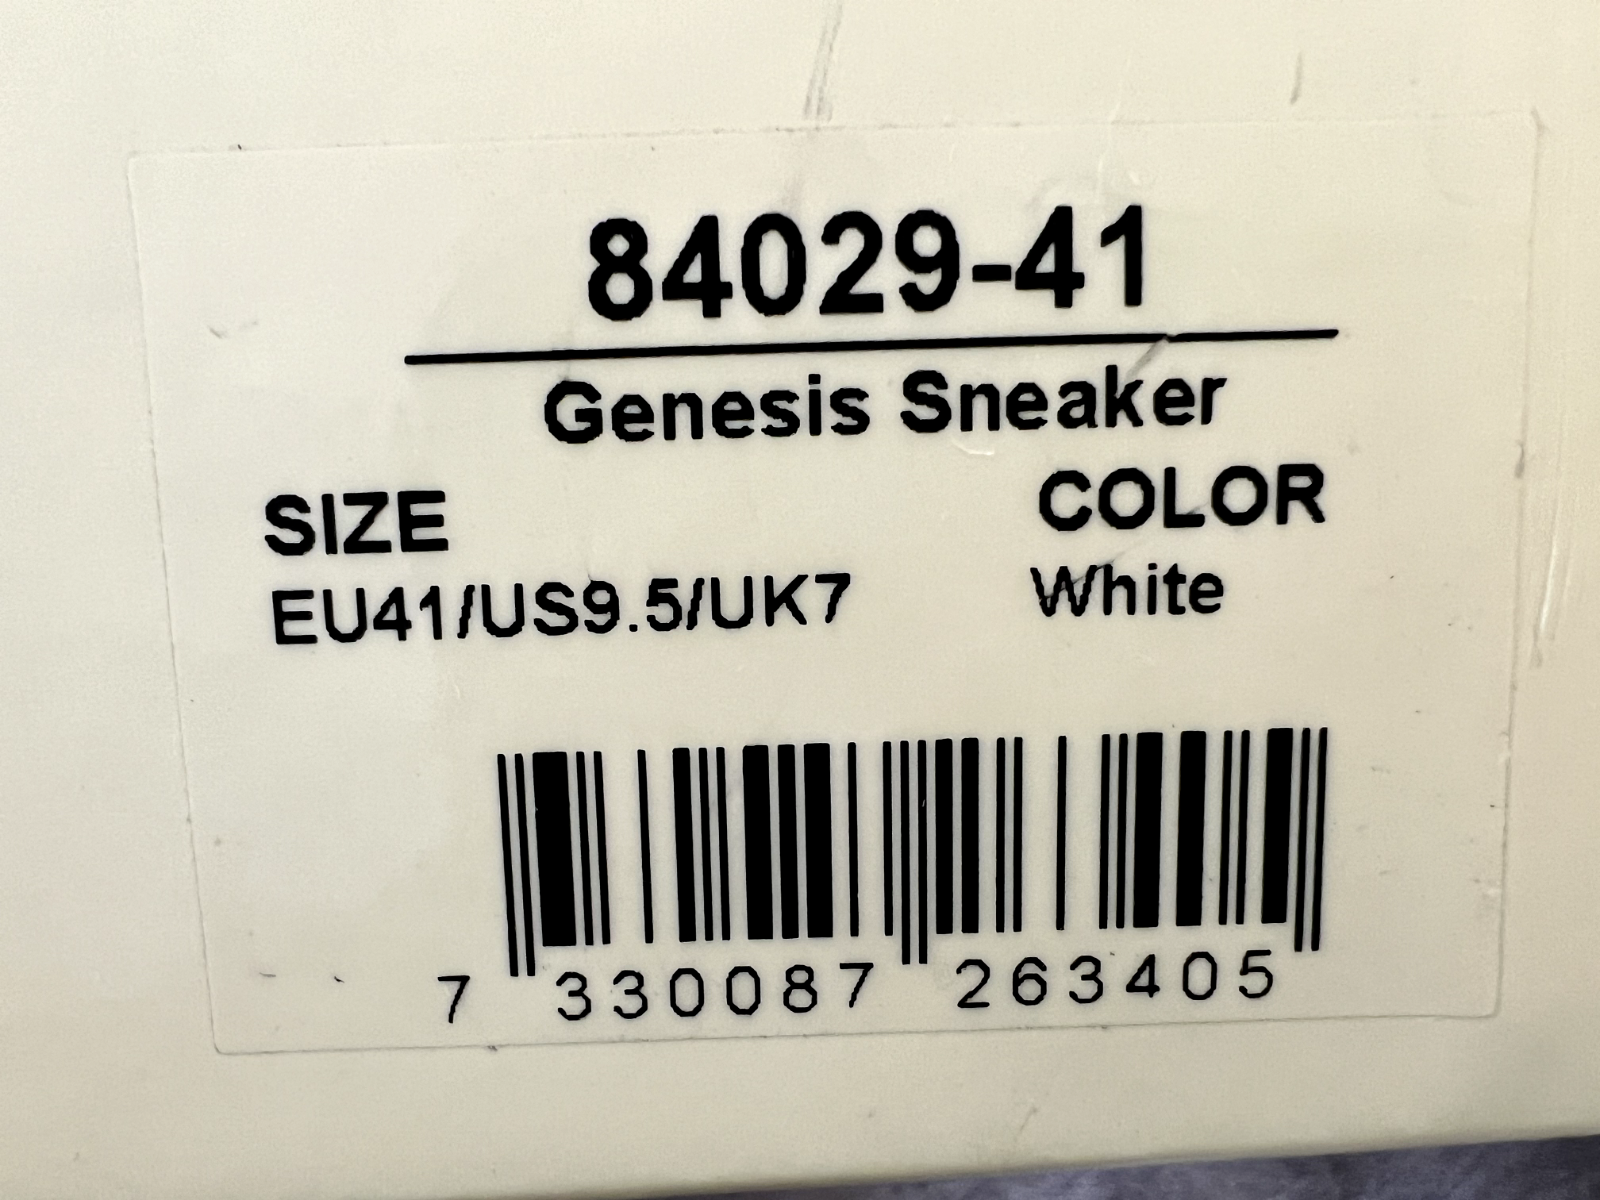 84029-41
Genesis Sneaker
SIZE
COLOR
EU41/US9.5/UK7
White
7 330087 263405